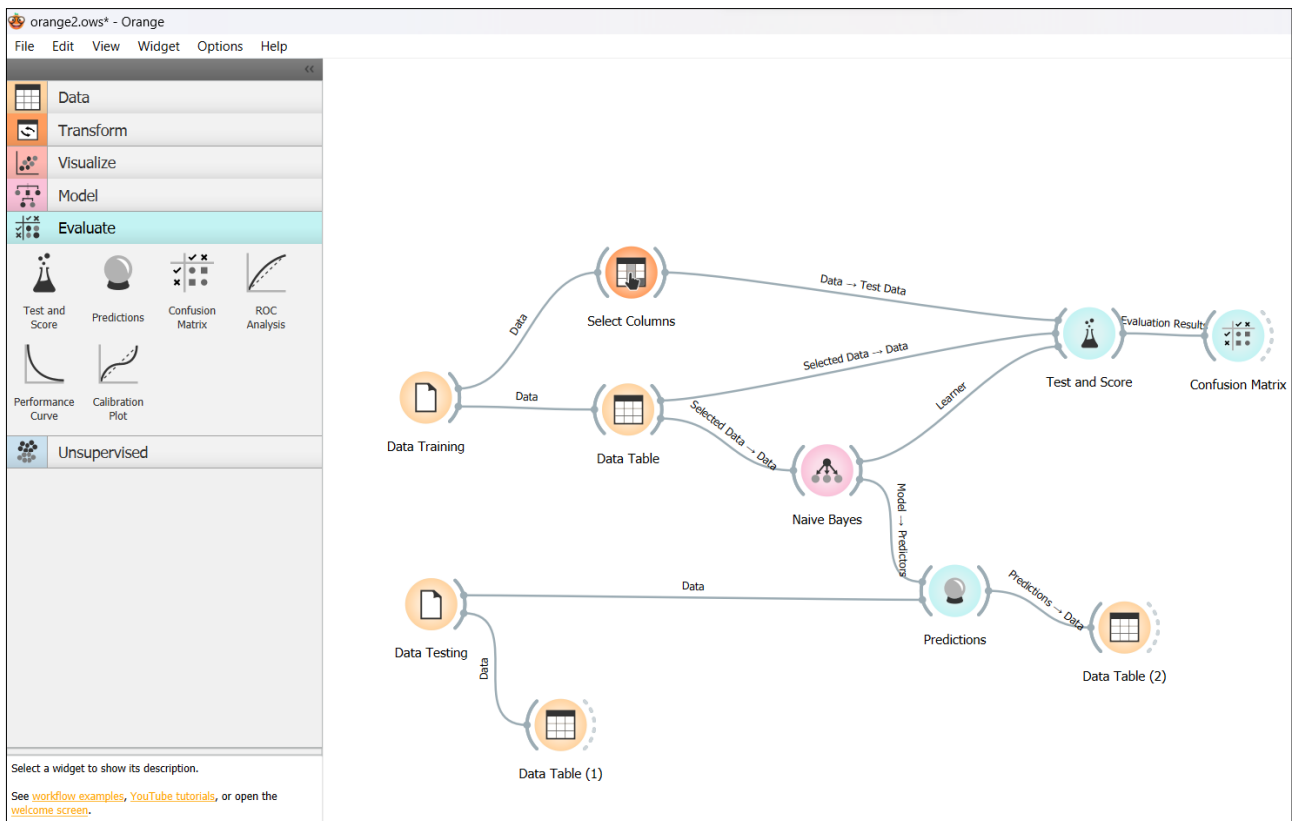 orange2.ows* - Orange
File Edit View Widget Options Help
Data
Transform
Visualize
Model
Evaluate
Test and
Score
Predictions
Confusion
Matrix
ROC
Analysis
Performance
Curve
Calibration
Plot
Unsupervised
Select a widget to show its description.
See workflow examples, YouTube tutorials, or open the
welcome screen.
Select Columns
Data → Test Data
Data
Evaluation Results
Test and Score
Confusion Matrix
Selected Data → Data
Learner
Data
Data Training
Data Table
Selected Data → Data
Naive Bayes
Model → Predictors
Data
Data Testing
Predictions
Predictions → Data
Data Table (2)
Data
Data Table (1)